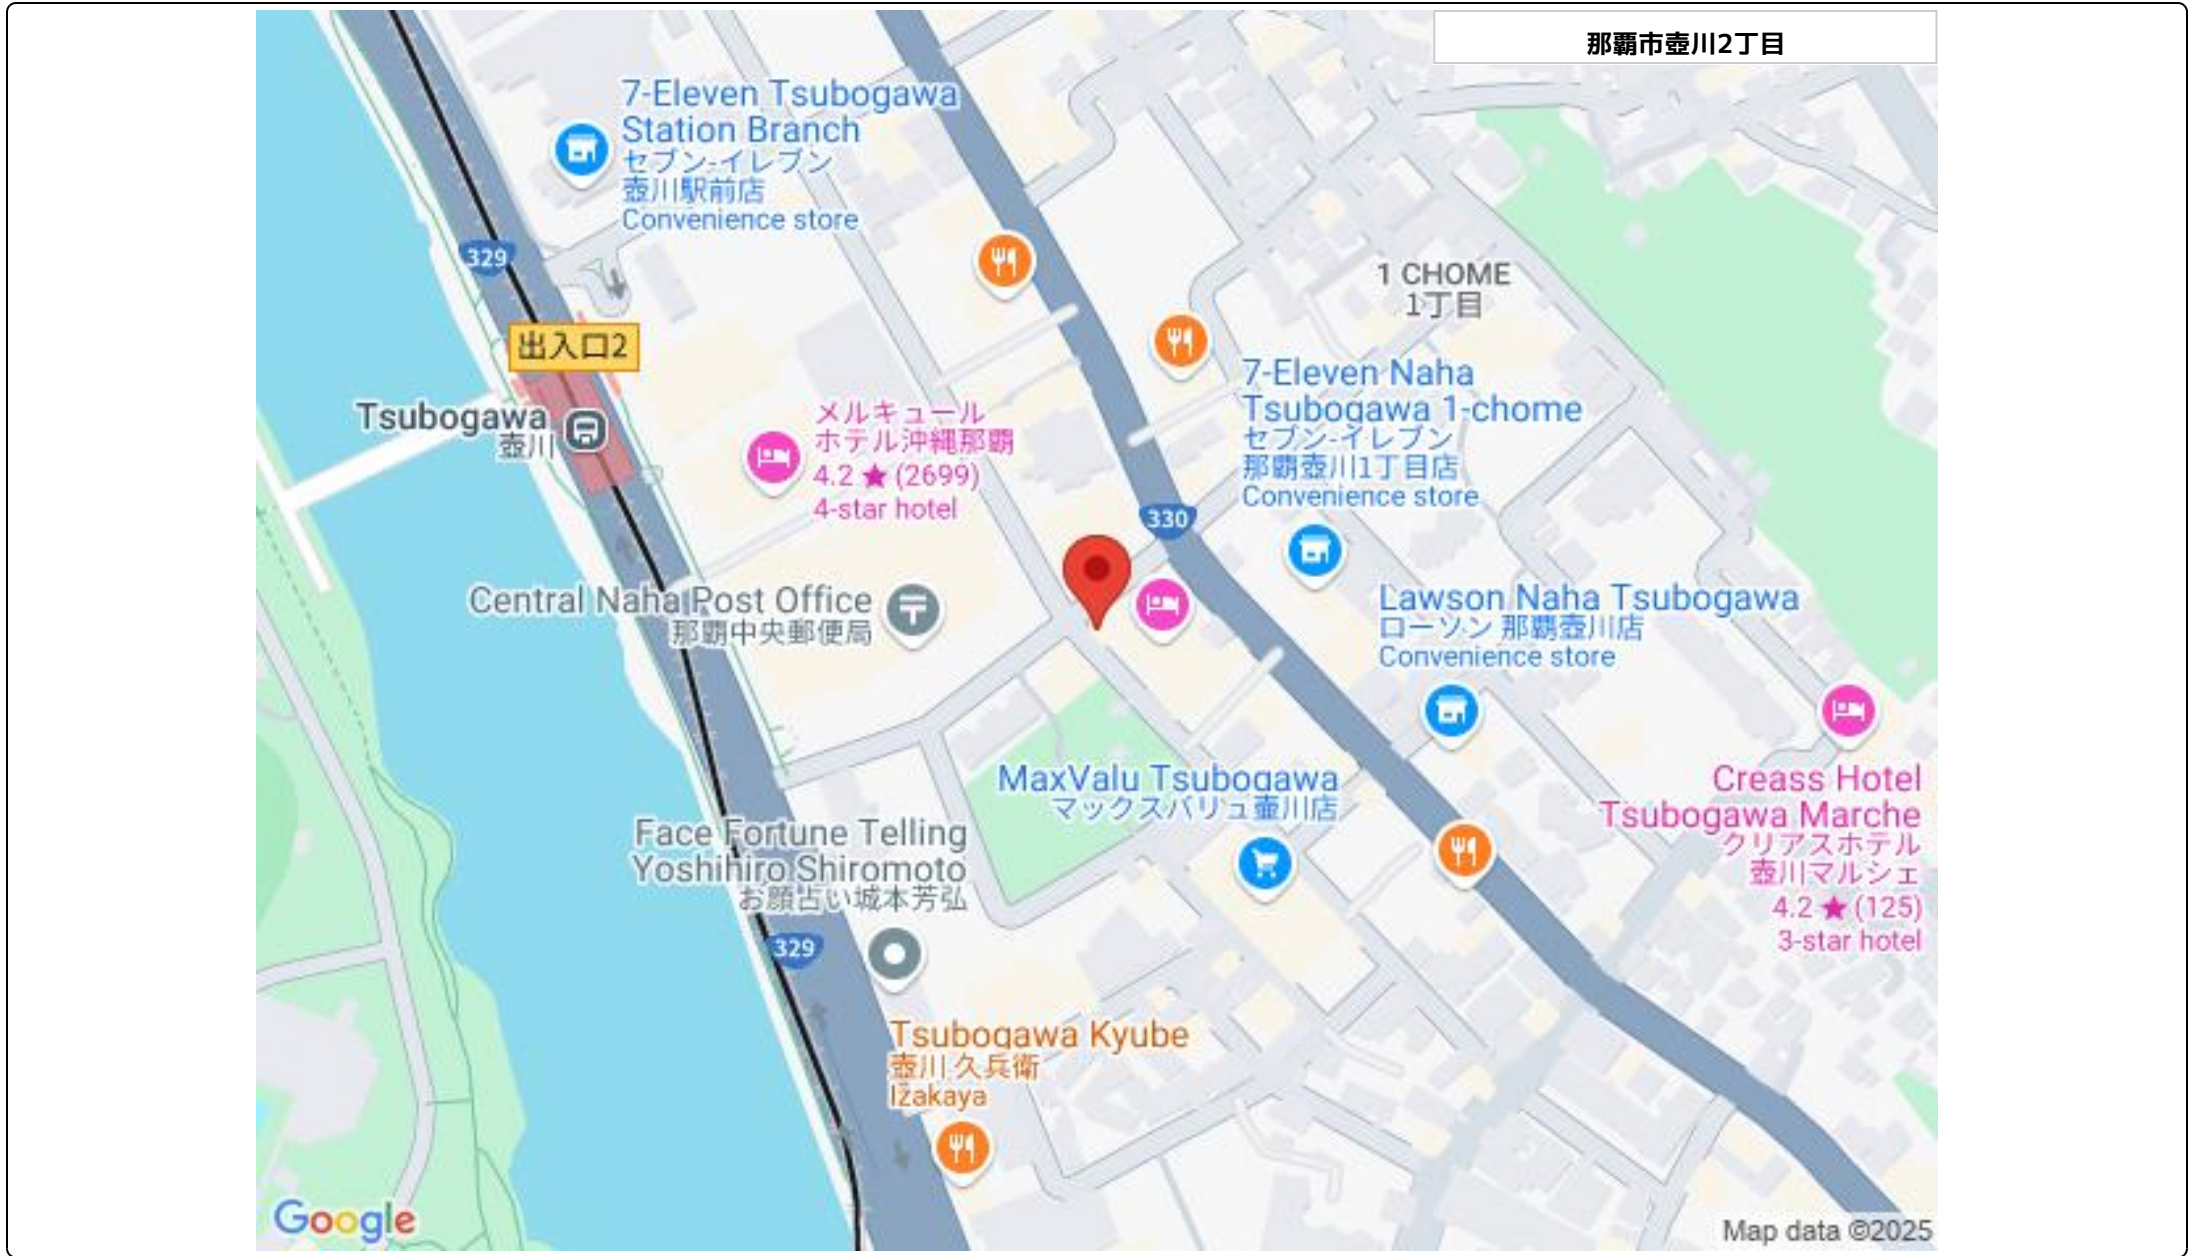 那覇市壺川2丁目
7-Eleven Tsubogawa
Station Branch
セブン-イレブン
壺川駅前店
Convenience store
329
1 CHOME
1丁目
出入口2
Tsubogawa
壺川
メルキュール
ホテル沖縄那覇
4.2 ★ (2699)
4-star hotel
7-Eleven Naha
Tsubogawa 1-chome
セブン-イレブン
那覇壺川1丁目店
Convenience store
330
Central Naha Post Office
那覇中央郵便局
Lawson Naha Tsubogawa
ローソン 那覇壺川店
Convenience store
MaxValu Tsubogawa
マックスバリュ壷川店
Creass Hotel
Tsubogawa Marche
クリアスホテル
壺川マルシェ
4.2 ★ (125)
3-star hotel
Face Fortune Telling
Yoshihiro Shiromoto
お顔占い城本芳弘
329
Tsubogawa Kyube
壺川 久兵衛
Izakaya
Google
Map data ©2025